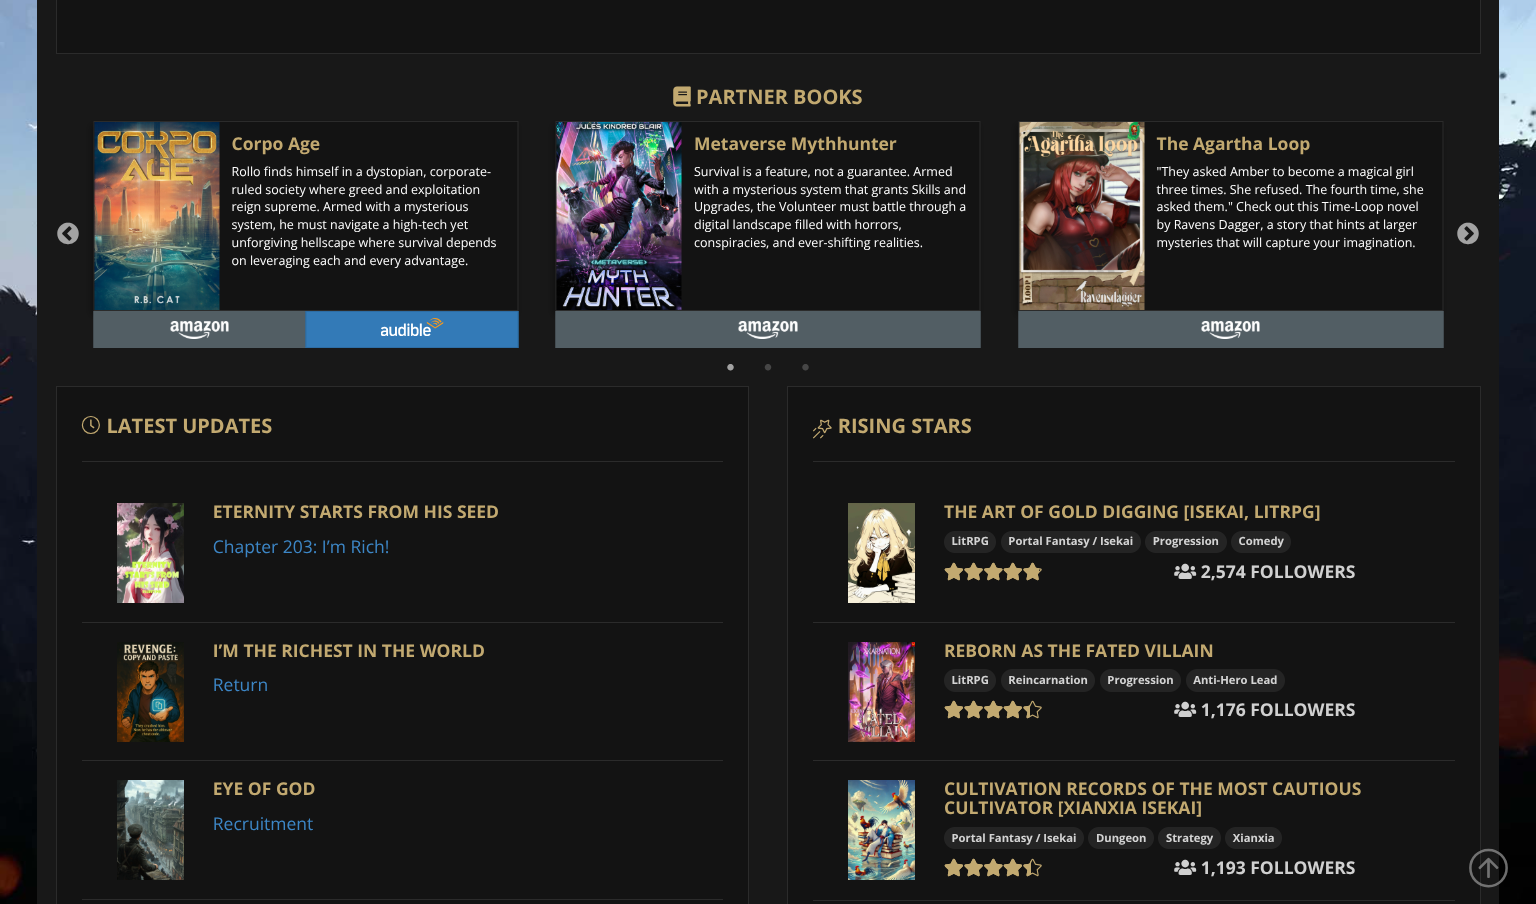 PARTNER BOOKS
CORPO
AGE
R.B. CAT
Corpo Age
Rollo finds himself in a dystopian, corporate-
ruled society where greed and exploitation
reign supreme. Armed with a mysterious
system, he must navigate a high-tech yet
unforgiving hellscape where survival depends
on leveraging each and every advantage.
amazon
audible
JULES KINDRED BLAIR
METAVERSE
MYTH
HUNTER
Metaverse Mythhunter
Survival is a feature, not a guarantee. Armed
with a mysterious system that grants Skills and
Upgrades, the Volunteer must battle through a
digital landscape filled with horrors,
conspiracies, and ever-shifting realities.
amazon
The
Agartha loop
LOOP 1
Ravensdagger
The Agartha Loop
"They asked Amber to become a magical girl
three times. She refused. The fourth time, she
asked them." Check out this Time-Loop novel
by Ravens Dagger, a story that hints at larger
mysteries that will capture your imagination.
amazon
LATEST UPDATES
ETERNITY
STARTS FROM
HIS SEED
ETERNITY STARTS FROM HIS SEED
Chapter 203: I'm Rich!
REVENGE:
COPY AND PASTE
I'M THE RICHEST IN THE WORLD
Return
EYE OF GOD
Recruitment
RISING STARS
THE ART OF GOLD DIGGING [ISEKAI, LITRPG]
LitRPG Portal Fantasy / Isekai Progression Comedy
2,574 FOLLOWERS
FATED
VILLAIN
REBORN AS THE FATED VILLAIN
LitRPG Reincarnation Progression Anti-Hero Lead
1,176 FOLLOWERS
CULTIVATION RECORDS OF THE MOST CAUTIOUS
CULTIVATOR [XIANXIA ISEKAI]
Portal Fantasy / Isekai Dungeon Strategy Xianxia
1,193 FOLLOWERS